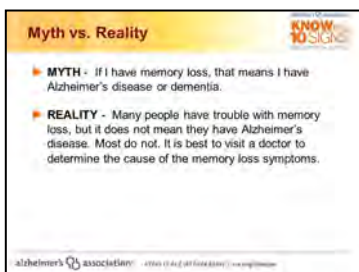 KNOW
10 SIGNS
Myth vs. Reality
MYTH - If I have memory loss, that means I have
Alzheimer's disease or dementia.
REALITY - Many people have trouble with memory
loss, but it does not mean they have Alzheimer's
disease. Most do not. It is best to visit a doctor to
determine the cause of the memory loss symptoms.
alzheimer's association